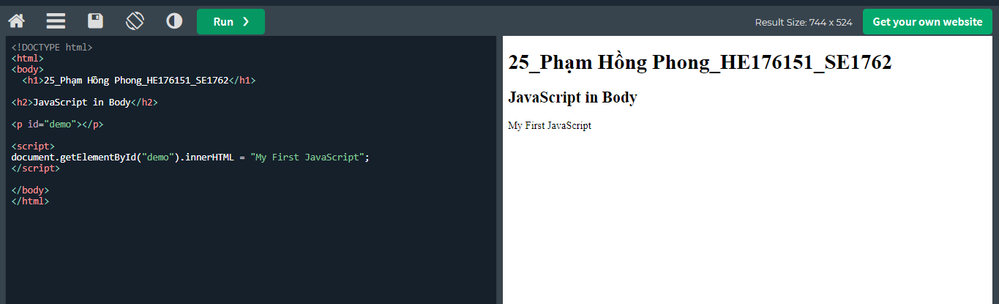 Run ❯
Result Size: 744 x 524
Get your own website
<!DOCTYPE html>
<html>
<body>
  <h1>25_Phạm Hồng Phong_HE176151_SE1762</h1>
<h2>JavaScript in Body</h2>
<p id="demo"></p>
<script>
document.getElementById("demo").innerHTML = "My First JavaScript";
</script>
</body>
</html>
25_Phạm Hồng Phong_HE176151_SE1762
JavaScript in Body
My First JavaScript